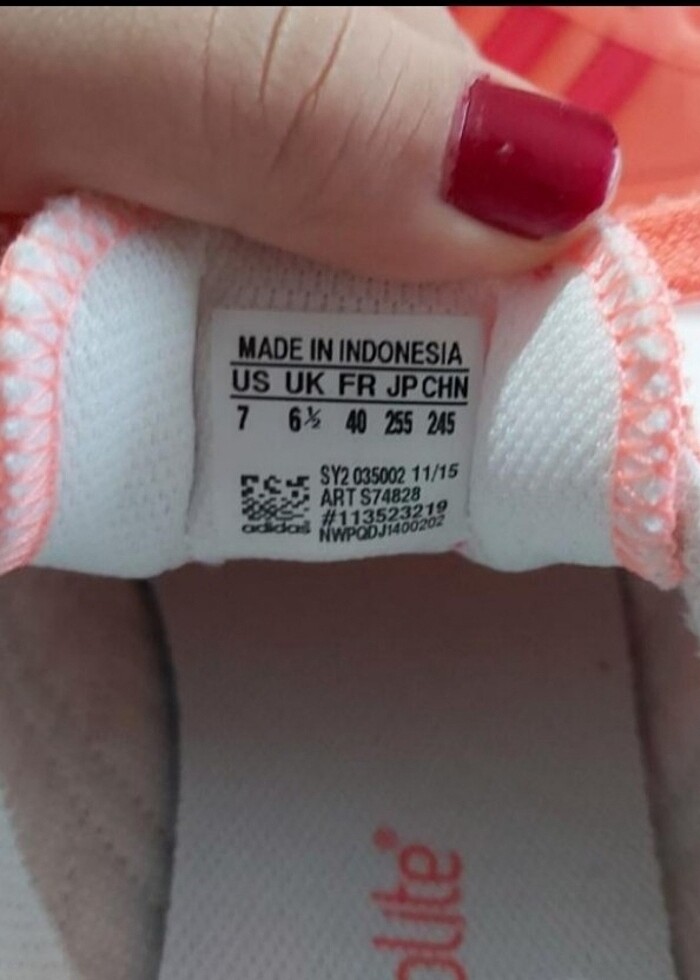 MADE IN INDONESIA
US UK FR JP CHN
7 6½ 40 255 245
SY2 035002 11/15
ART S74828
#113523219
NWPQDJ1400202
adidas
olite®